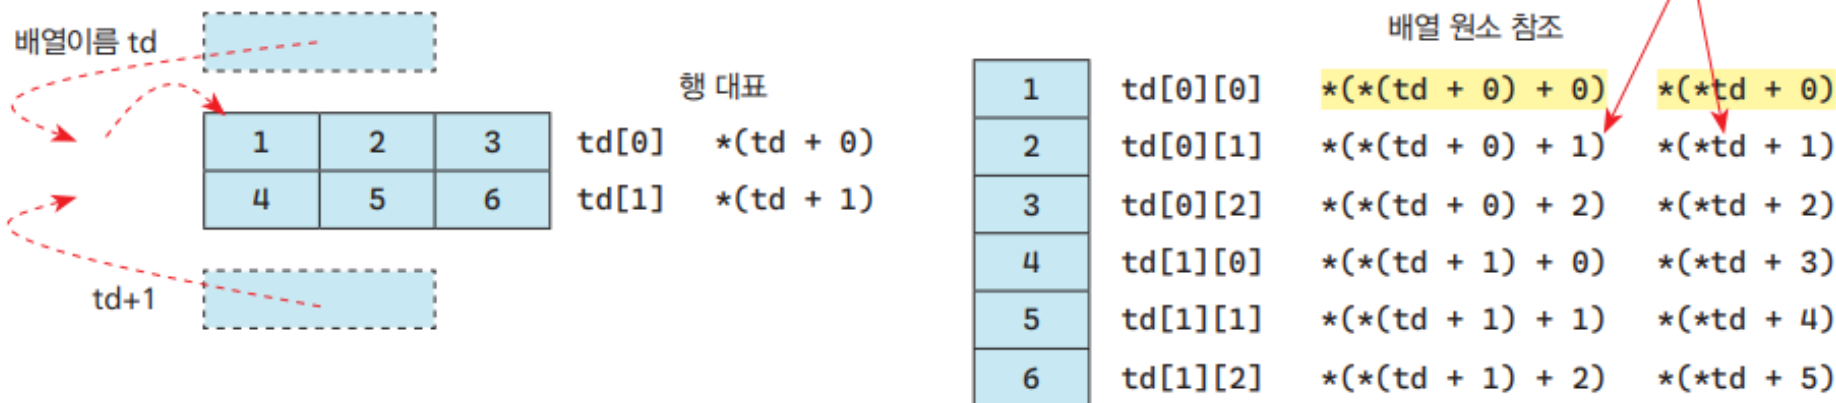 배열이름 td
행 대표
1 2 3 td[0] *(td + 0)
4 5 6 td[1] *(td + 1)
td+1
배열 원소 참조
1 td[0][0] *(*(td + 0) + 0) *(*td + 0)
2 td[0][1] *(*(td + 0) + 1) *(*td + 1)
3 td[0][2] *(*(td + 0) + 2) *(*td + 2)
4 td[1][0] *(*(td + 1) + 0) *(*td + 3)
5 td[1][1] *(*(td + 1) + 1) *(*td + 4)
6 td[1][2] *(*(td + 1) + 2) *(*td + 5)